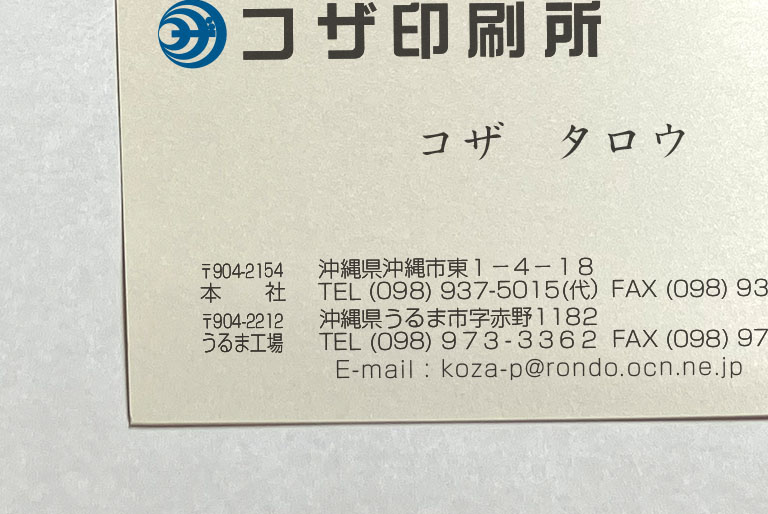 コザ印刷所
コザ　タロウ
〒904-2154　沖縄県沖縄市東1-4-18
本　社　TEL (098) 937-5015(代)　FAX (098) 93
〒904-2212　沖縄県うるま市字赤野1182
うるま工場　TEL (098) 973-3362　FAX (098) 97
E-mail : koza-p@rondo.ocn.ne.jp